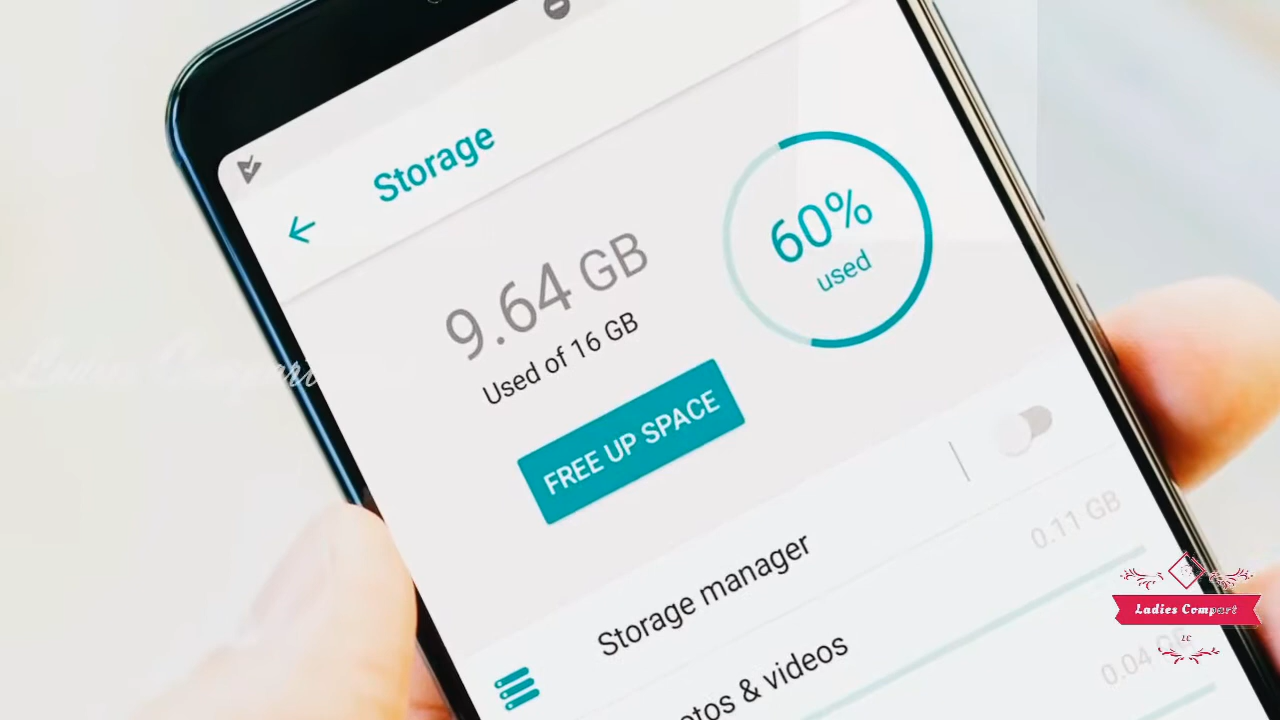 Storage
9.64 GB
Used of 16 GB
60%
used
FREE UP SPACE
Storage manager
0.11 GB
& videos
0.04
Ladies Compart
LC